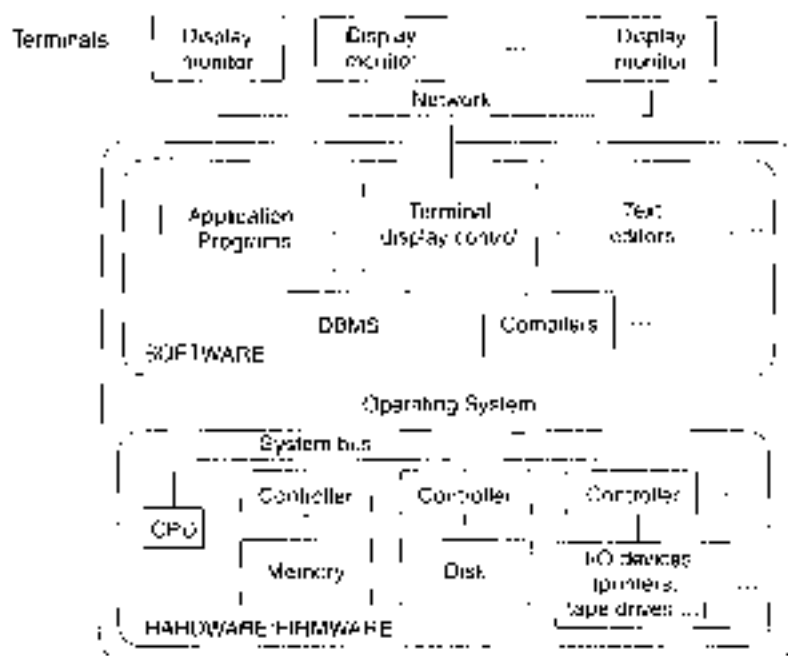 Terminals
Display
monitor
Display
monitor
...
Display
monitor
Network
Application
Programs
Terminal
display control
Text
editors
...
DBMS
Compilers
...
SOFTWARE
Operating System
System bus
CPU
Controller
Controller
Controller
...
Memory
Disk
I/O devices
(printers,
tape drives ...)
...
HARDWARE/FIRMWARE